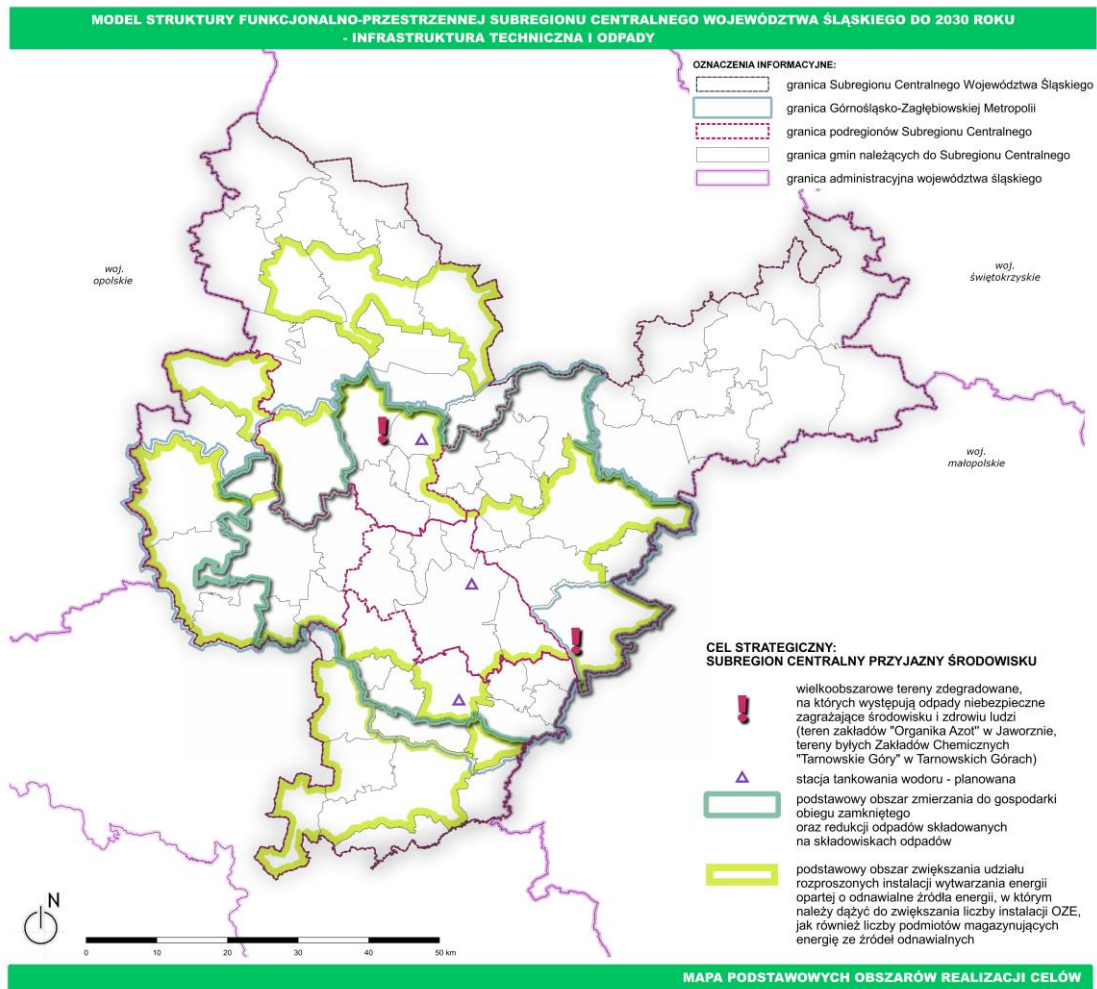 MODEL STRUKTURY FUNKCJONALNO-PRZESTRZENNEJ SUBREGIONU CENTRALNEGO WOJEWÓDZTWA ŚLĄSKIEGO DO 2030 ROKU
- INFRASTRUKTURA TECHNICZNA I ODPADY
OZNACZENIA INFORMACYJNE:
granica Subregionu Centralnego Województwa Śląskiego
granica Górnośląsko-Zagłębiowskiej Metropolii
granica podregionów Subregionu Centralnego
granica gmin należących do Subregionu Centralnego
granica administracyjna województwa śląskiego
woj.
opolskie
woj.
świętokrzyskie
woj.
małopolskie
CEL STRATEGICZNY:
SUBREGION CENTRALNY PRZYJAZNY ŚRODOWISKU
wielkoobszarowe tereny zdegradowane,
na których występują odpady niebezpieczne
zagrażające środowisku i zdrowiu ludzi
(teren zakładów "Organika Azot" w Jaworznie,
tereny byłych Zakładów Chemicznych
"Tarnowskie Góry" w Tarnowskich Górach)
stacja tankowania wodoru - planowana
podstawowy obszar zmierzania do gospodarki
obiegu zamkniętego
oraz redukcji odpadów składowanych
na składowiskach odpadów
podstawowy obszar zwiększania udziału
rozproszonych instalacji wytwarzania energii
opartej o odnawialne źródła energii, w którym
należy dążyć do zwiększania liczby instalacji OZE,
jak również liczby podmiotów magazynujących
energię ze źródeł odnawialnych
N
0 10 20 30 40 50 km
MAPA PODSTAWOWYCH OBSZARÓW REALIZACJI CELÓW